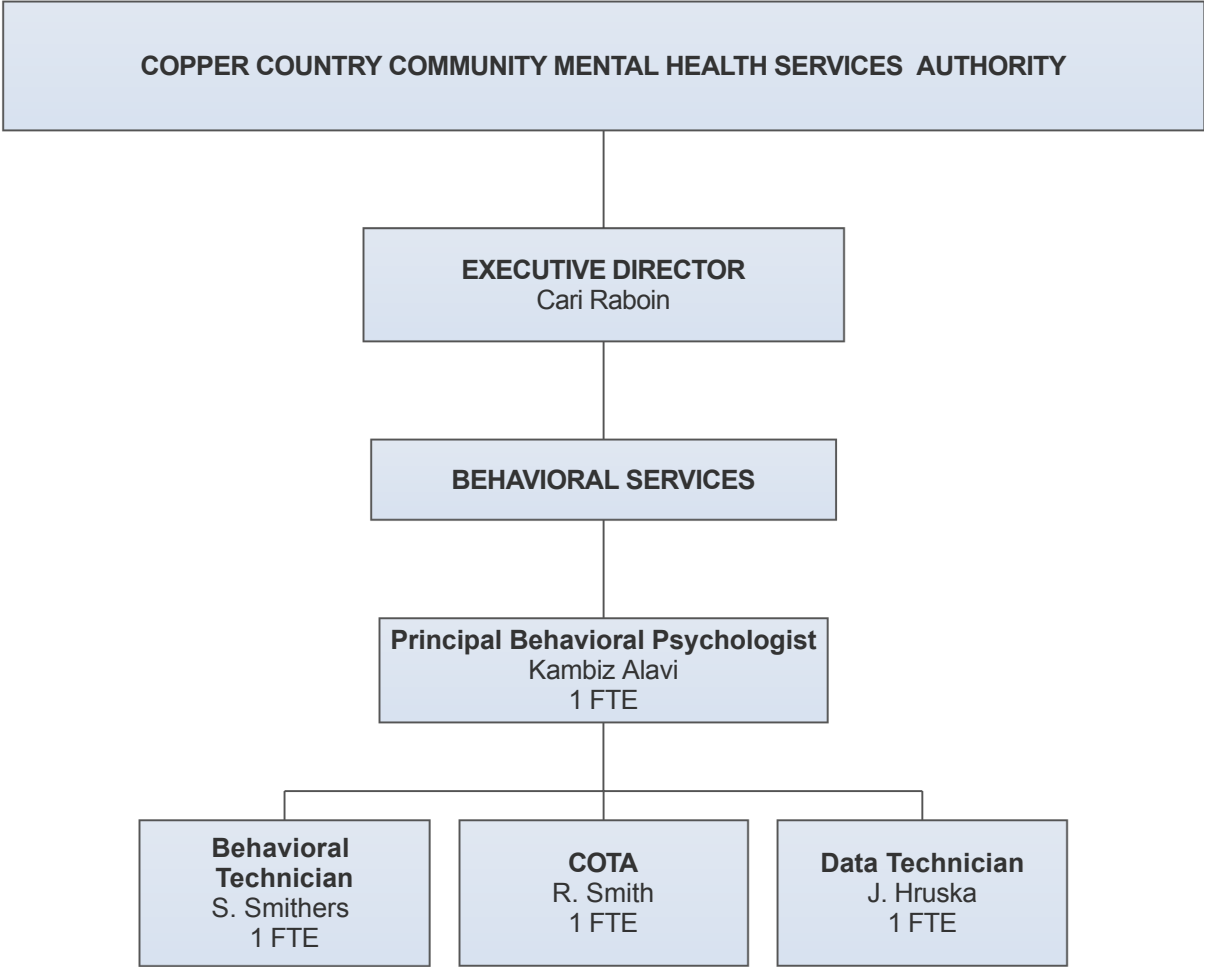 COPPER COUNTRY COMMUNITY MENTAL HEALTH SERVICES AUTHORITY
EXECUTIVE DIRECTOR
Cari Raboin
BEHAVIORAL SERVICES
Principal Behavioral Psychologist
Kambiz Alavi
1 FTE
Behavioral
Technician
S. Smithers
1 FTE
COTA
R. Smith
1 FTE
Data Technician
J. Hruska
1 FTE